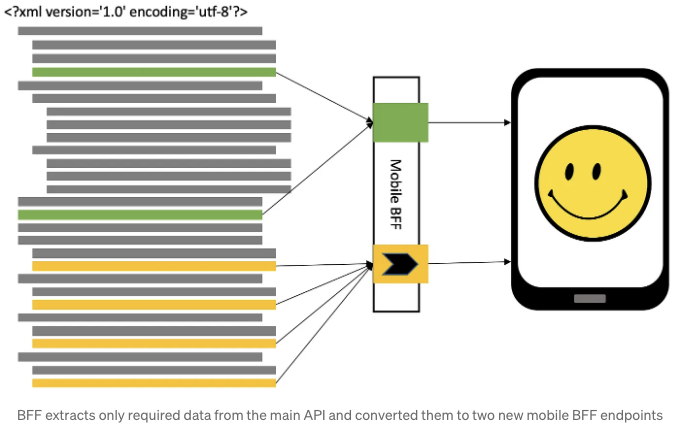 <?xml version='1.0' encoding='utf-8'?>
Mobile BFF
BFF extracts only required data from the main API and converted them to two new mobile BFF endpoints